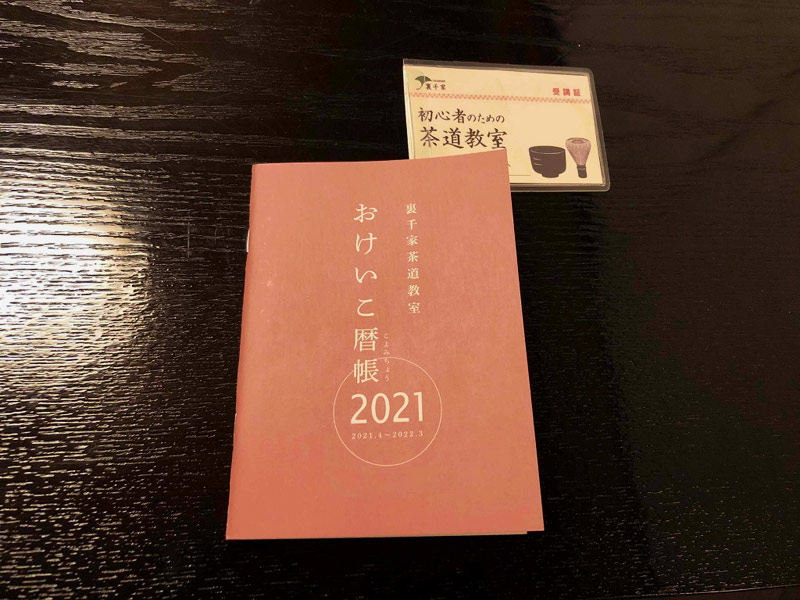 裏千家
受講証
初心者のための
茶道教室
裏千家茶道教室
おけいこ暦帳
こよみちょう
2021
2021.4〜2022.3